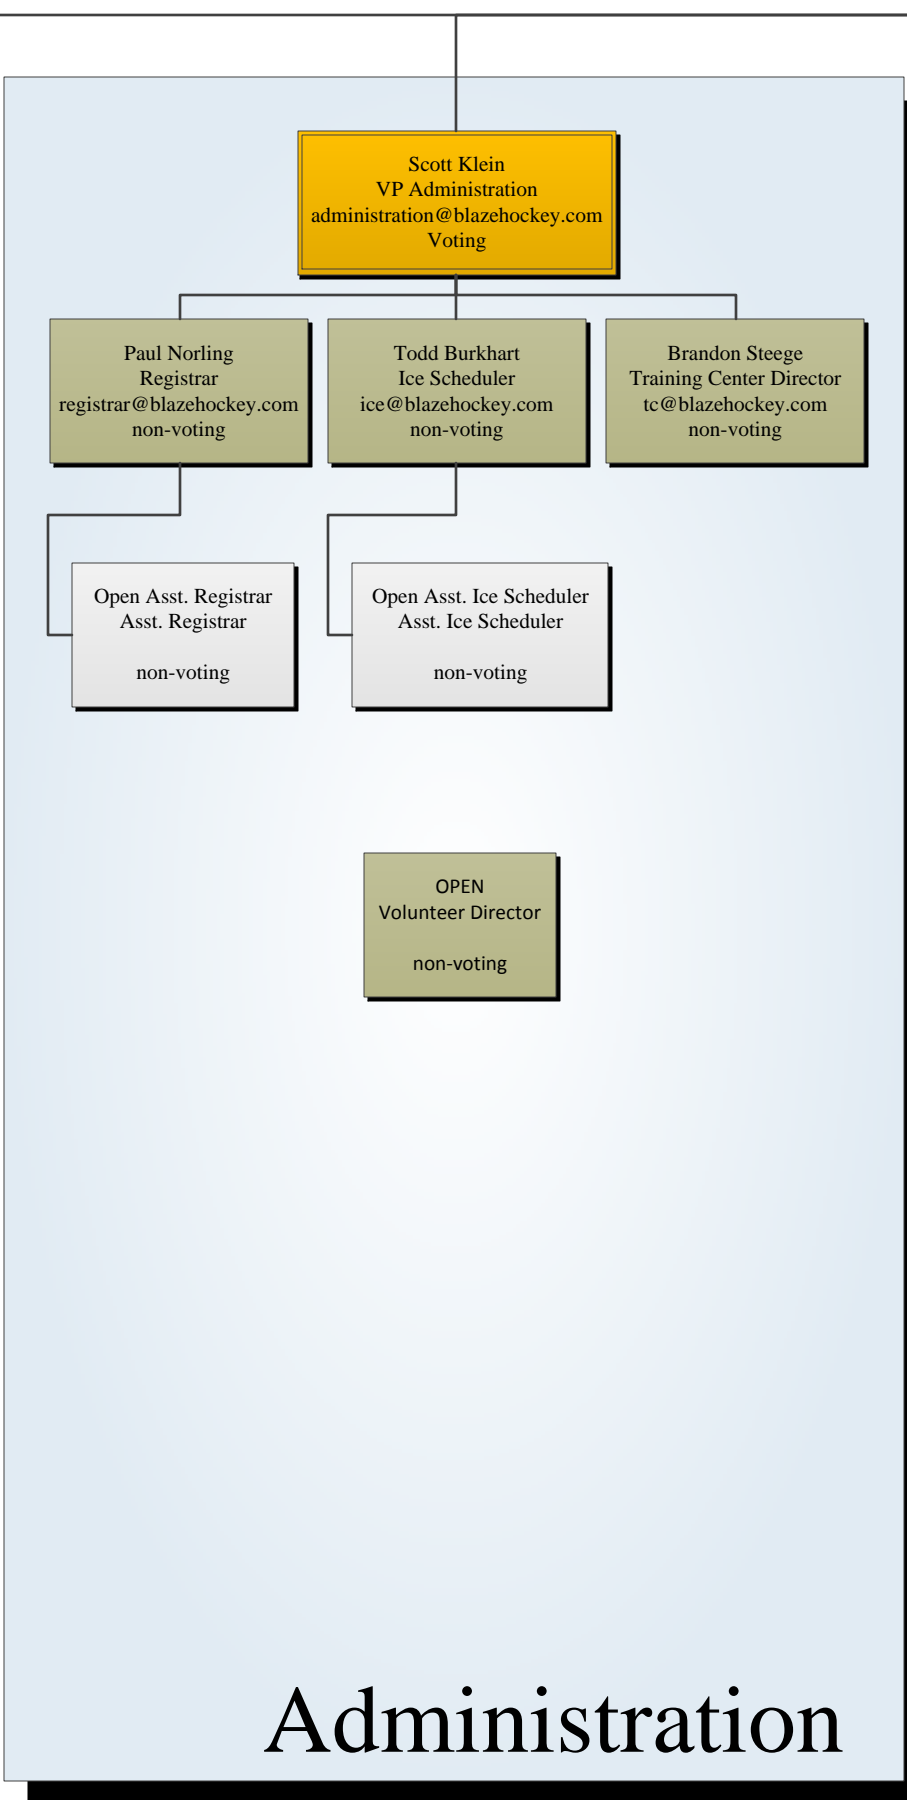 Scott Klein
VP Administration
administration@blazehockey.com
Voting
Paul Norling
Registrar
registrar@blazehockey.com
non-voting
Todd Burkhart
Ice Scheduler
ice@blazehockey.com
non-voting
Brandon Steege
Training Center Director
tc@blazehockey.com
non-voting
Open Asst. Registrar
Asst. Registrar
non-voting
Open Asst. Ice Scheduler
Asst. Ice Scheduler
non-voting
OPEN
Volunteer Director
non-voting
Administration